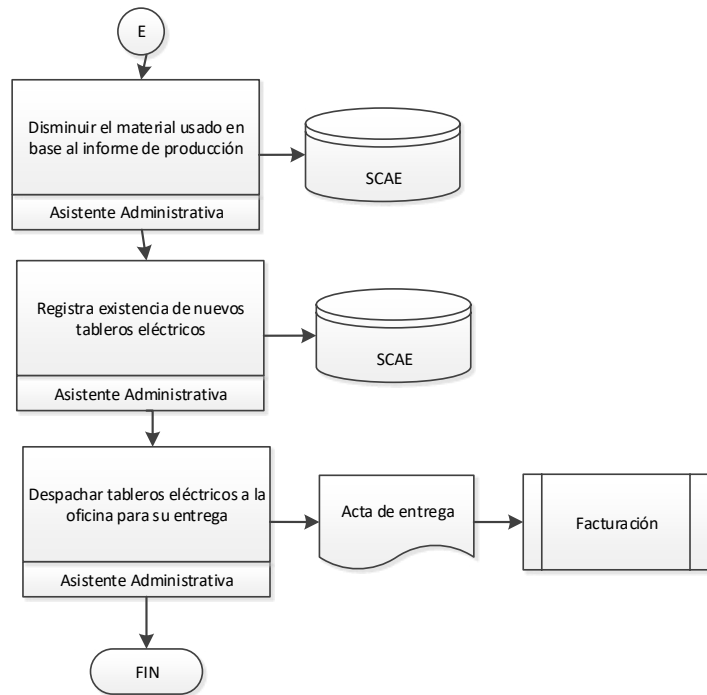 E
Disminuir el material usado en
base al informe de producción
Asistente Administrativa
SCAE
Registra existencia de nuevos
tableros eléctricos
Asistente Administrativa
SCAE
Despachar tableros eléctricos a la
oficina para su entrega
Asistente Administrativa
Acta de entrega
Facturación
FIN